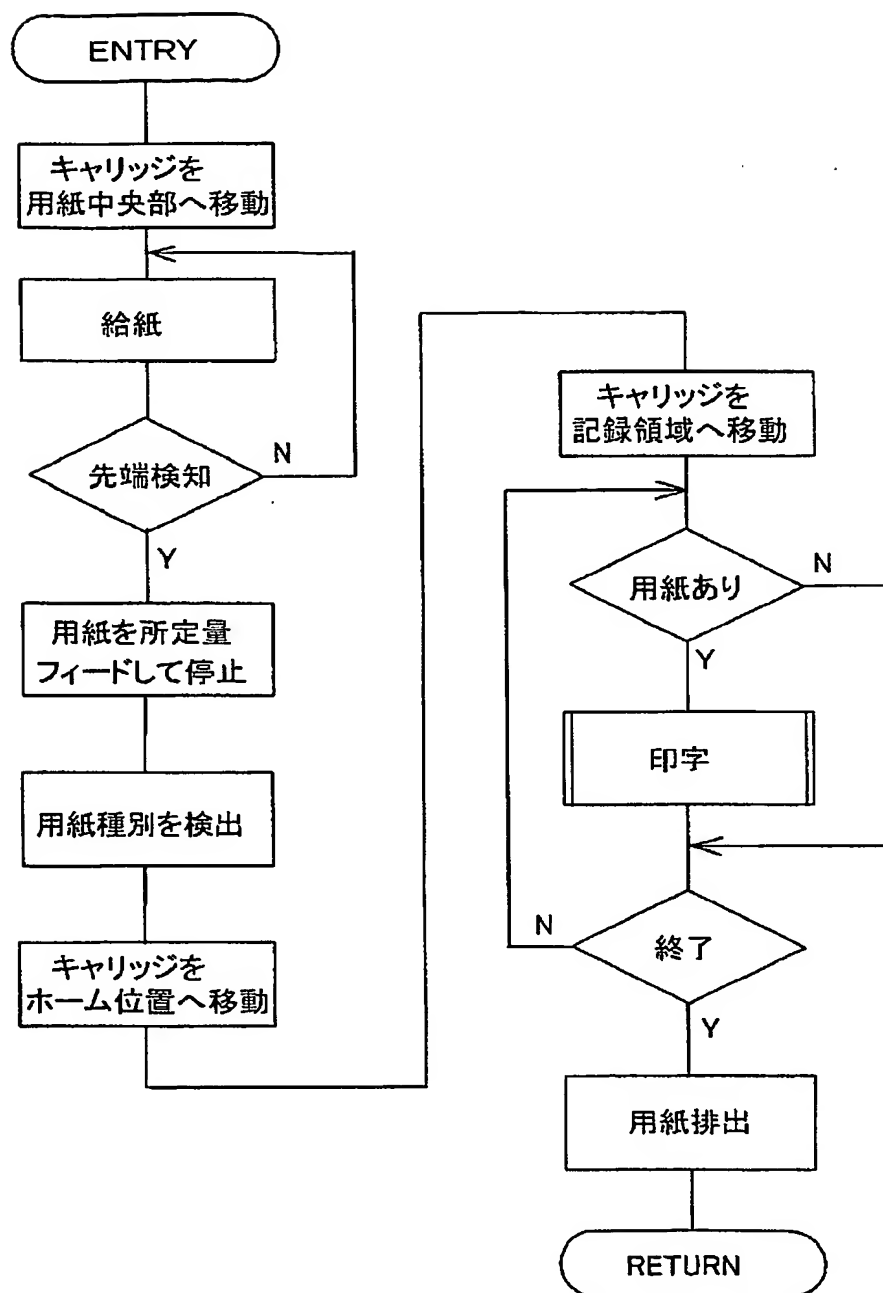 ENTRY
キャリッジを
用紙中央部へ移動
給紙
先端検知
N
Y
用紙を所定量
フィードして停止
用紙種別を検出
キャリッジを
ホーム位置へ移動
キャリッジを
記録領域へ移動
用紙あり
N
Y
印字
N
終了
Y
用紙排出
RETURN